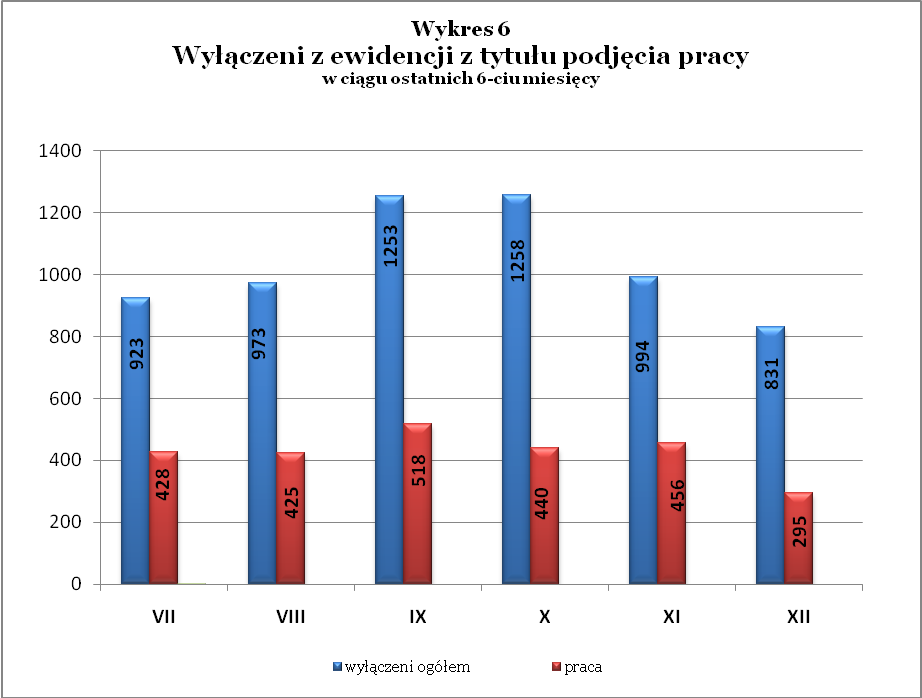 Wykres 6
Wyłączeni z ewidencji z tytułu podjęcia pracy
w ciągu ostatnich 6-ciu miesięcy
1400
1200
1000
800
600
400
200
0
923
428
973
425
1253
518
1258
440
994
456
831
295
VII
VIII
IX
X
XI
XII
wyłączeni ogółem
praca